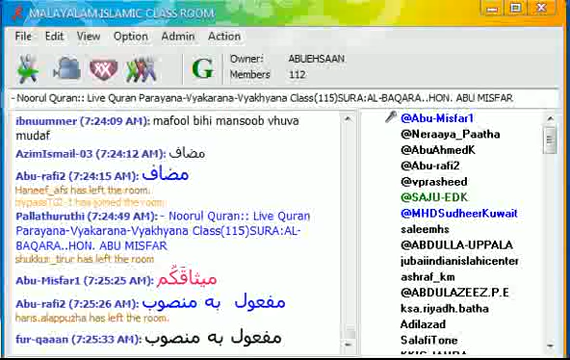 MALAYALAM ISLAMIC CLASS ROOM
File Edit View Option Admin Action
G
Owner: ABUEHSAAN
Members 112
- Noorul Quran:: Live Quran Parayana-Vyakarana-Vyakhyana Class(115)SURA:AL-BAQARA..HON. ABU MISFAR
ibnuummer (7:24:09 AM): mafool bihi mansoob vhuva
mudaf
AzimIsmail-03 (7:24:12 AM): مضاف
Abu-rafi2 (7:24:15 AM): مضاف
Haneef_afs has left the room.
has joined the room.
Pallathuruthi (7:24:49 AM): - Noorul Quran:: Live Quran
Parayana-Vyakarana-Vyakhyana Class(115)SURA:AL-
BAQARA..HON. ABU MISFAR
shukkur_tirur has left the room
Abu-Misfar1 (7:25:25 AM): ميثاقَكُم
Abu-rafi2 (7:25:26 AM): مفعول به منصوب
haris.alappuzha has left the room.
fur-qaaan (7:25:33 AM): مفعول به منصوب
@Abu-Misfar1
@Neraaya_Paatha
@AbuAhmedK
@Abu-rafi2
@vprasheed
@SAJU-EDK
@MHDSudheerKuwait
saleemhs
@ABDULLA-UPPALA
jubaiindianislahicenter
ashraf_km
@ABDULAZEEZ.P.E
ksa.riyadh.batha
Adilazad
SalafiTone